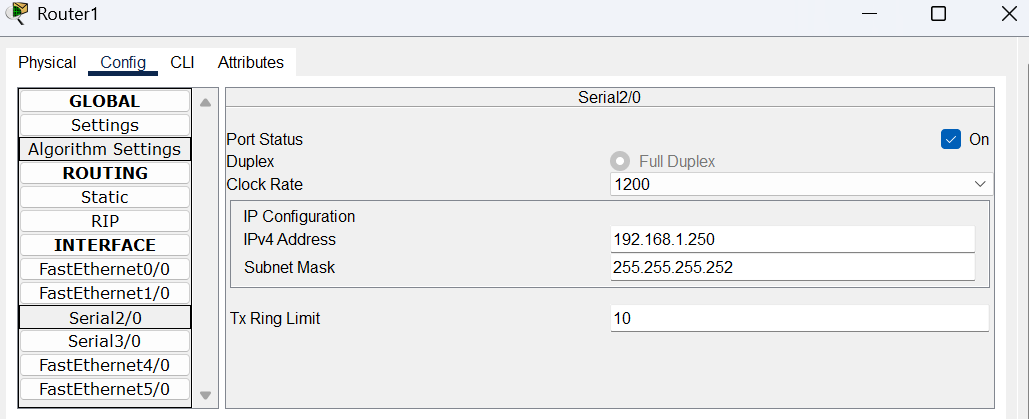 Router1
Physical Config CLI Attributes
GLOBAL
Settings
Algorithm Settings
ROUTING
Static
RIP
INTERFACE
FastEthernet0/0
FastEthernet1/0
Serial2/0
Serial3/0
FastEthernet4/0
FastEthernet5/0
Serial2/0
Port Status On
Duplex Full Duplex
Clock Rate 1200
IP Configuration
IPv4 Address 192.168.1.250
Subnet Mask 255.255.255.252
Tx Ring Limit 10